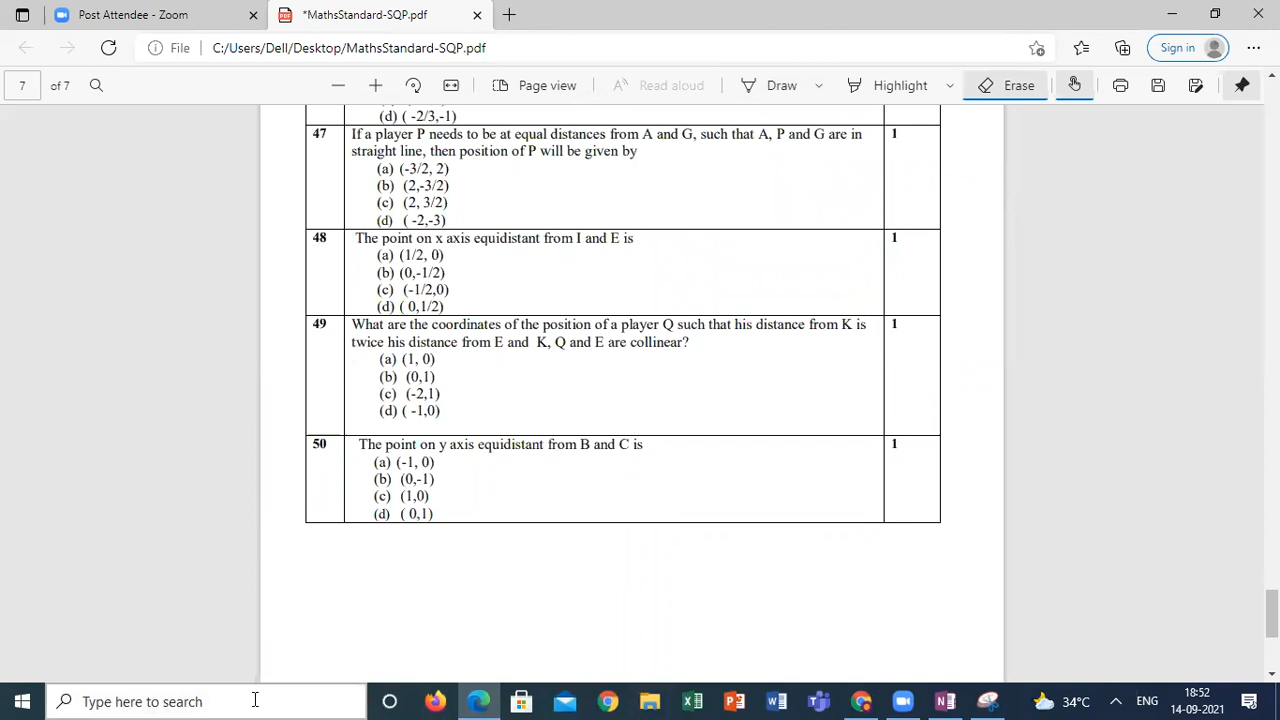 Post Attendee - Zoom
*MathsStandard-SQP.pdf
File C:/Users/Dell/Desktop/MathsStandard-SQP.pdf
Sign in
7 of 7
Page view
Read aloud
Draw
Highlight
Erase
(d) ( -2/3,-1)
47 If a player P needs to be at equal distances from A and G, such that A, P and G are in 1
straight line, then position of P will be given by
(a) (-3/2, 2)
(b) (2,-3/2)
(c) (2, 3/2)
(d) ( -2,-3)
48 The point on x axis equidistant from I and E is 1
(a) (1/2, 0)
(b) (0,-1/2)
(c) (-1/2,0)
(d) ( 0,1/2)
49 What are the coordinates of the position of a player Q such that his distance from K is 1
twice his distance from E and K, Q and E are collinear?
(a) (1, 0)
(b) (0,1)
(c) (-2,1)
(d) ( -1,0)
50 The point on y axis equidistant from B and C is 1
(a) (-1, 0)
(b) (0,-1)
(c) (1,0)
(d) ( 0,1)
Type here to search
34°C
ENG
18:52
14-09-2021